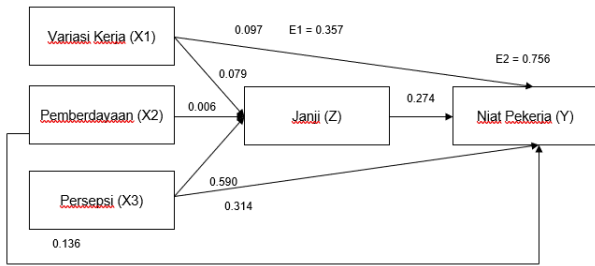 Variasi Kerja (X1)
0.097
E1 = 0.357
E2 = 0.756
0.079
Pemberdayaan (X2)
0.006
Janji (Z)
0.274
Niat Pekerja (Y)
Persepsi (X3)
0.590
0.314
0.136